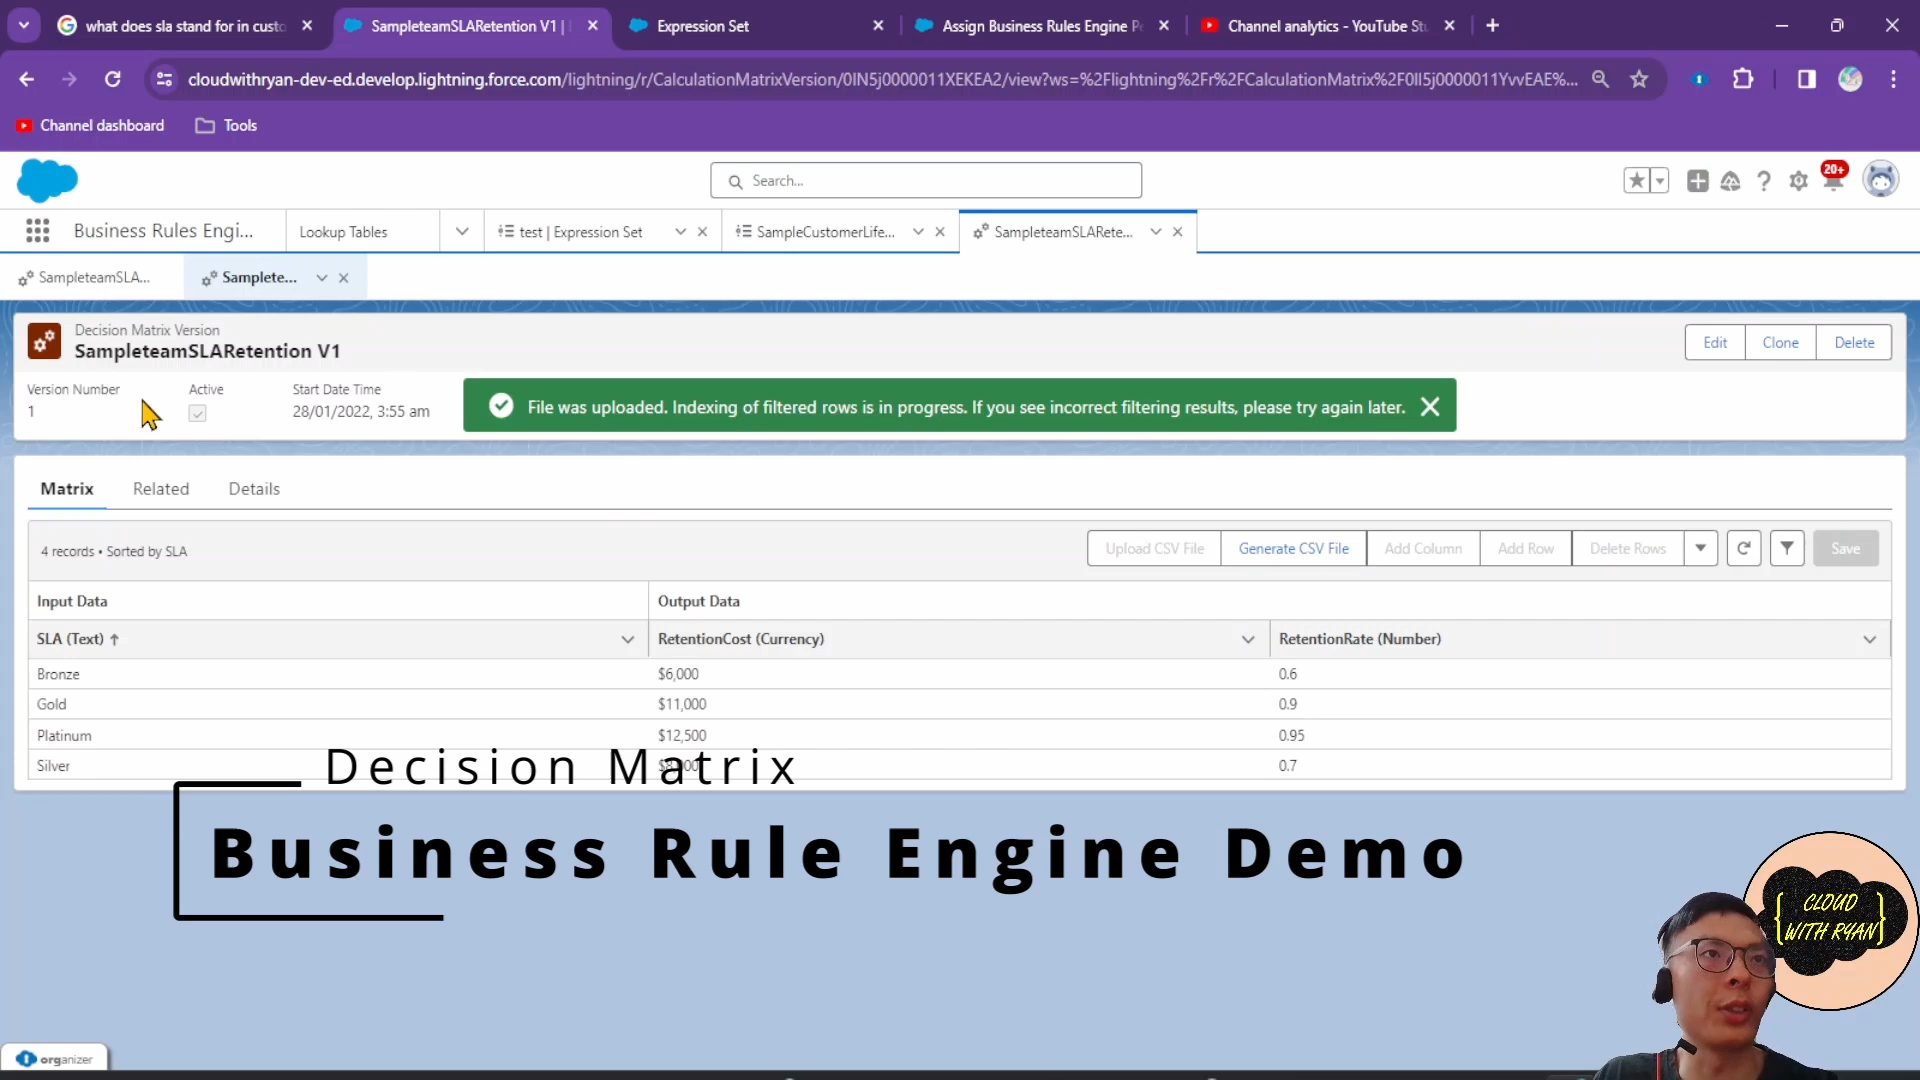 what does sla stand for in custo
SampleteamSLARetention V1 |
Expression Set
Assign Business Rules Engine Pe
Channel analytics - YouTube Stu
cloudwithryan-dev-ed.develop.lightning.force.com/lightning/r/CalculationMatrixVersion/0lN5j0000011XEKEA2/view?ws=%2Flightning%2Fr%2FCalculationMatrix%2F0lI5j0000011YvvEAE%...
Channel dashboard
Tools
Search...
20+
Business Rules Engi...
Lookup Tables
test | Expression Set
SampleCustomerLife...
SampleteamSLARete...
SampleteamSLA...
Samplete...
Decision Matrix Version
SampleteamSLARetention V1
Edit
Clone
Delete
Version Number
Active
Start Date Time
1
28/01/2022, 3:55 am
File was uploaded. Indexing of filtered rows is in progress. If you see incorrect filtering results, please try again later.
Matrix
Related
Details
4 records • Sorted by SLA
Upload CSV File
Generate CSV File
Add Column
Add Row
Delete Rows
Save
Input Data
Output Data
SLA (Text)
RetentionCost (Currency)
RetentionRate (Number)
Bronze
$6,000
0.6
Gold
$11,000
0.9
Platinum
$12,500
0.95
Silver
0.7
Decision Matrix
Business Rule Engine Demo
{ CLOUD
WITH RYAN }
organizer